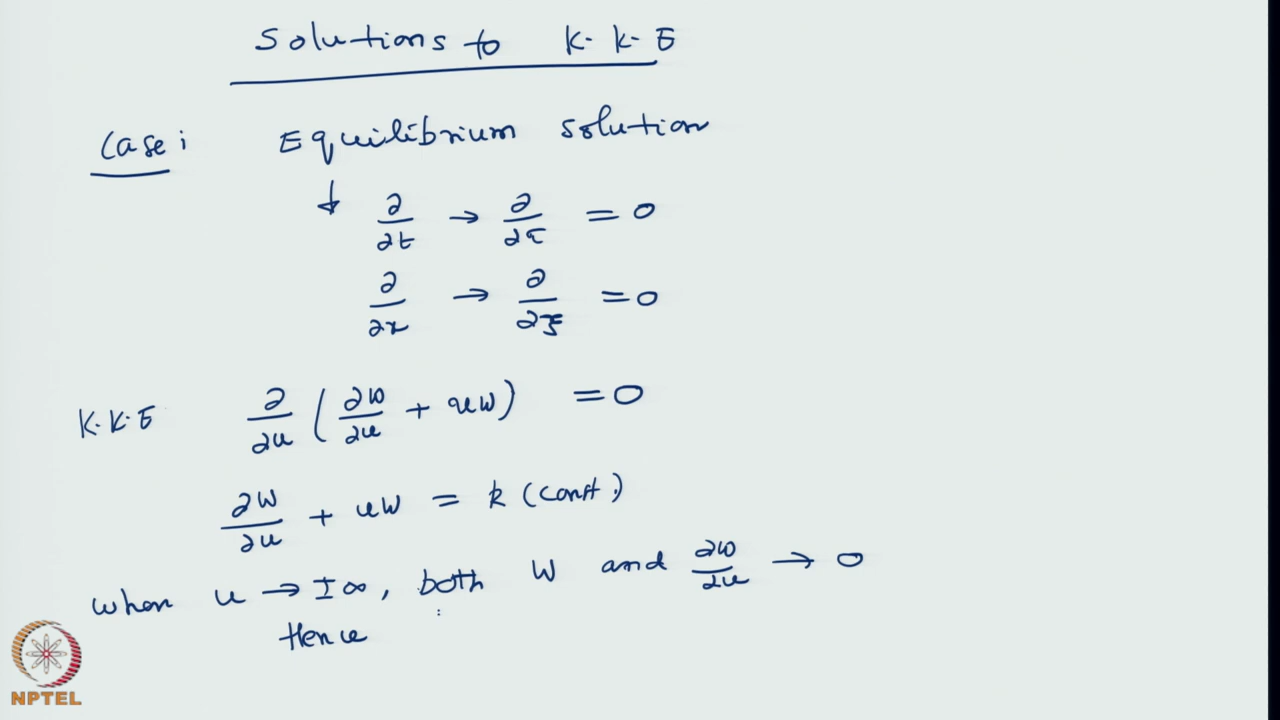 Solutions to K.K.E
Case i Equilibrium solution
↓ ∂/∂t → ∂/∂τ = 0
∂/∂x → ∂/∂ξ = 0
K.K.E ∂/∂u (∂W/∂u + uW) = 0
∂W/∂u + uW = k (const.)
when u → ±∞, both W and ∂W/∂u → 0
Hence
NPTEL